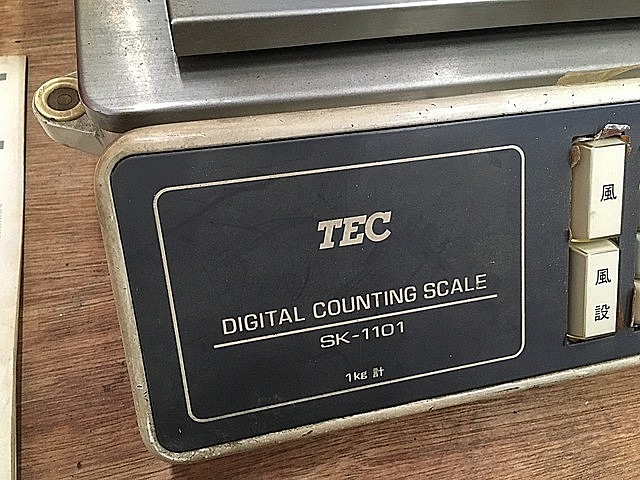 TEC
DIGITAL COUNTING SCALE
SK-1101
1kg 計
風
風
設